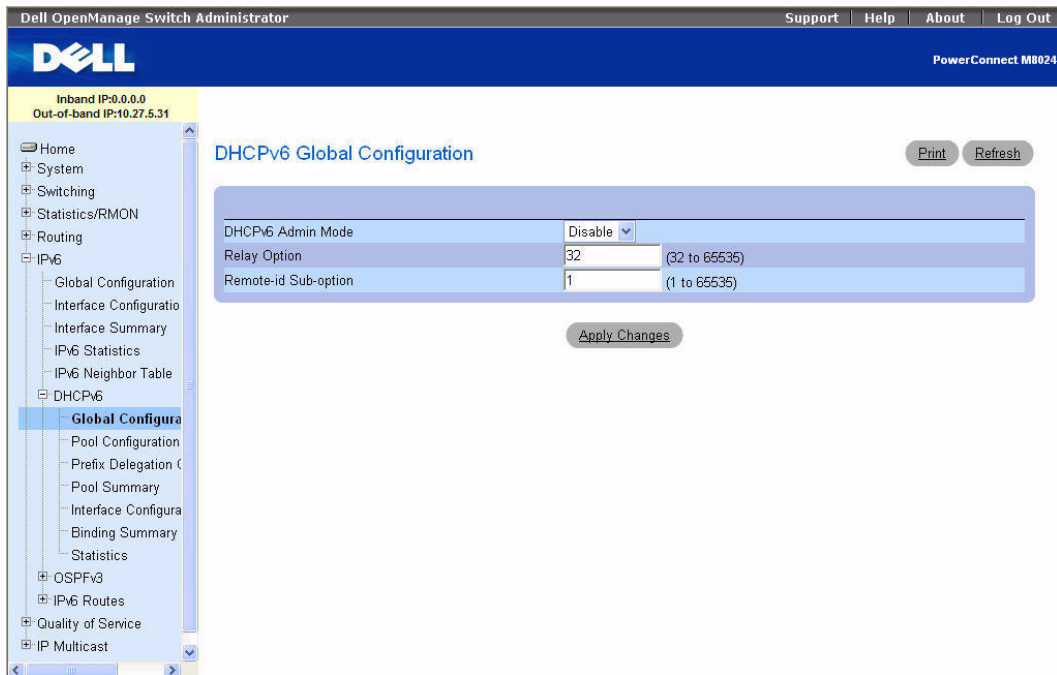 Dell OpenManage Switch Administrator Support Help About Log Out
DELL
PowerConnect M8024
Inband IP:0.0.0.0
Out-of-band IP:10.27.5.31
Home
System
Switching
Statistics/RMON
Routing
IPv6
Global Configuration
Interface Configuratio
Interface Summary
IPv6 Statistics
IPv6 Neighbor Table
DHCPv6
Global Configura
Pool Configuration
Prefix Delegation C
Pool Summary
Interface Configura
Binding Summary
Statistics
OSPFv3
IPv6 Routes
Quality of Service
IP Multicast
DHCPv6 Global Configuration
Print Refresh
DHCPv6 Admin Mode Disable
Relay Option 32 (32 to 65535)
Remote-id Sub-option 1 (1 to 65535)
Apply Changes